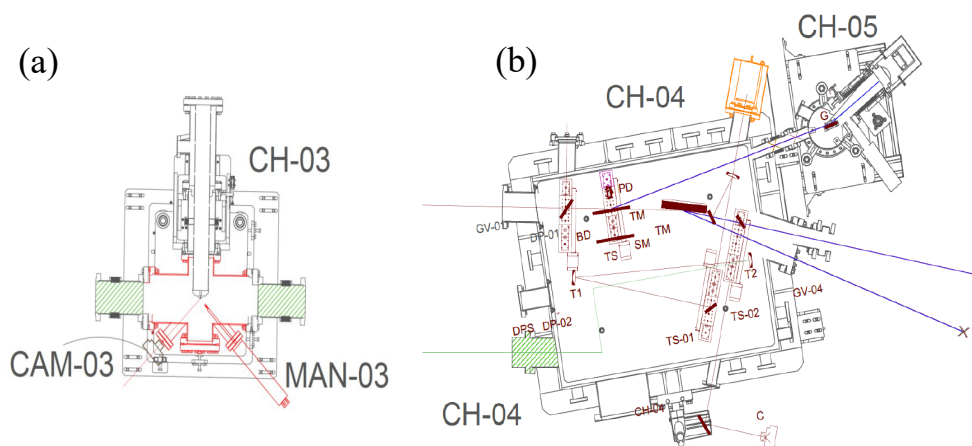 (a)
CH-03
CAM-03
MAN-03
(b)
CH-05
CH-04
G
PD
GV-01
DP-01
BD
TM
TM
SM
TS
T1
T2
GV-04
DPS
DP-02
TS-02
TS-01
CH-04
CH-04
C